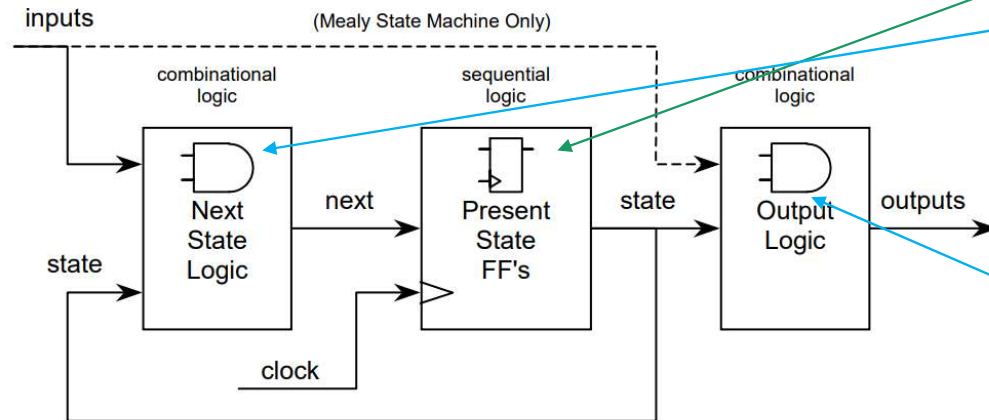 inputs
(Mealy State Machine Only)
combinational
logic
sequential
logic
combinational
logic
Next
State
Logic
next
Present
State
FF's
state
Output
Logic
outputs
state
clock